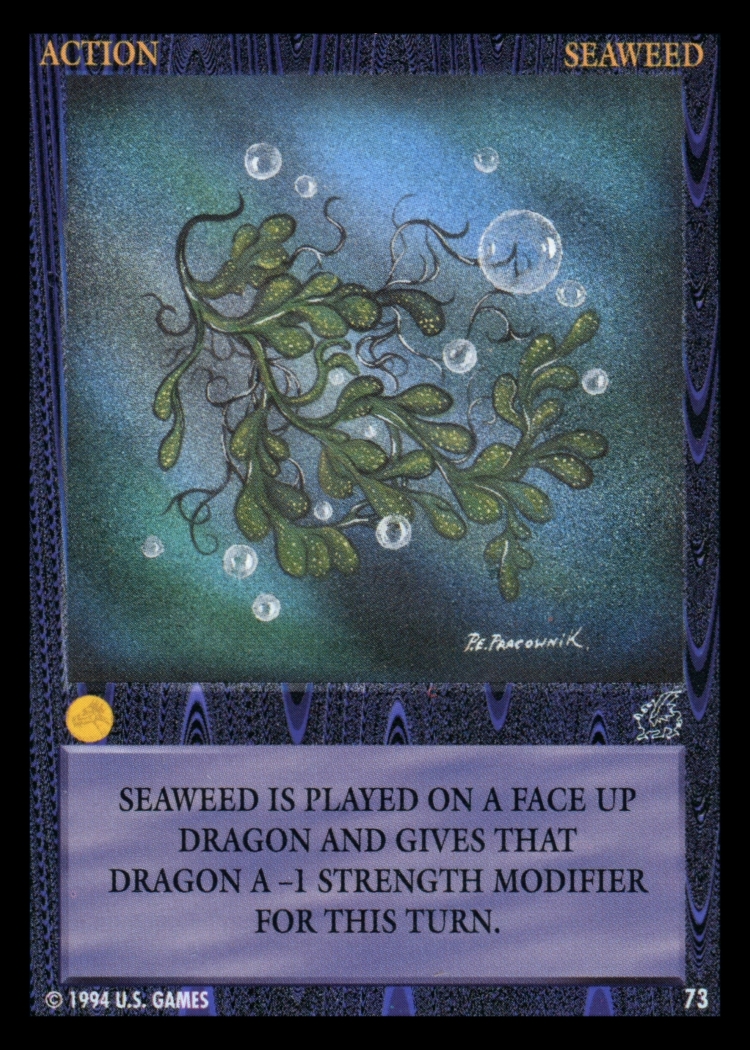 ACTION SEAWEED
P.E. PRACOWNIK.
SEAWEED IS PLAYED ON A FACE UP
DRAGON AND GIVES THAT
DRAGON A –1 STRENGTH MODIFIER
FOR THIS TURN.
© 1994 U.S. GAMES 73